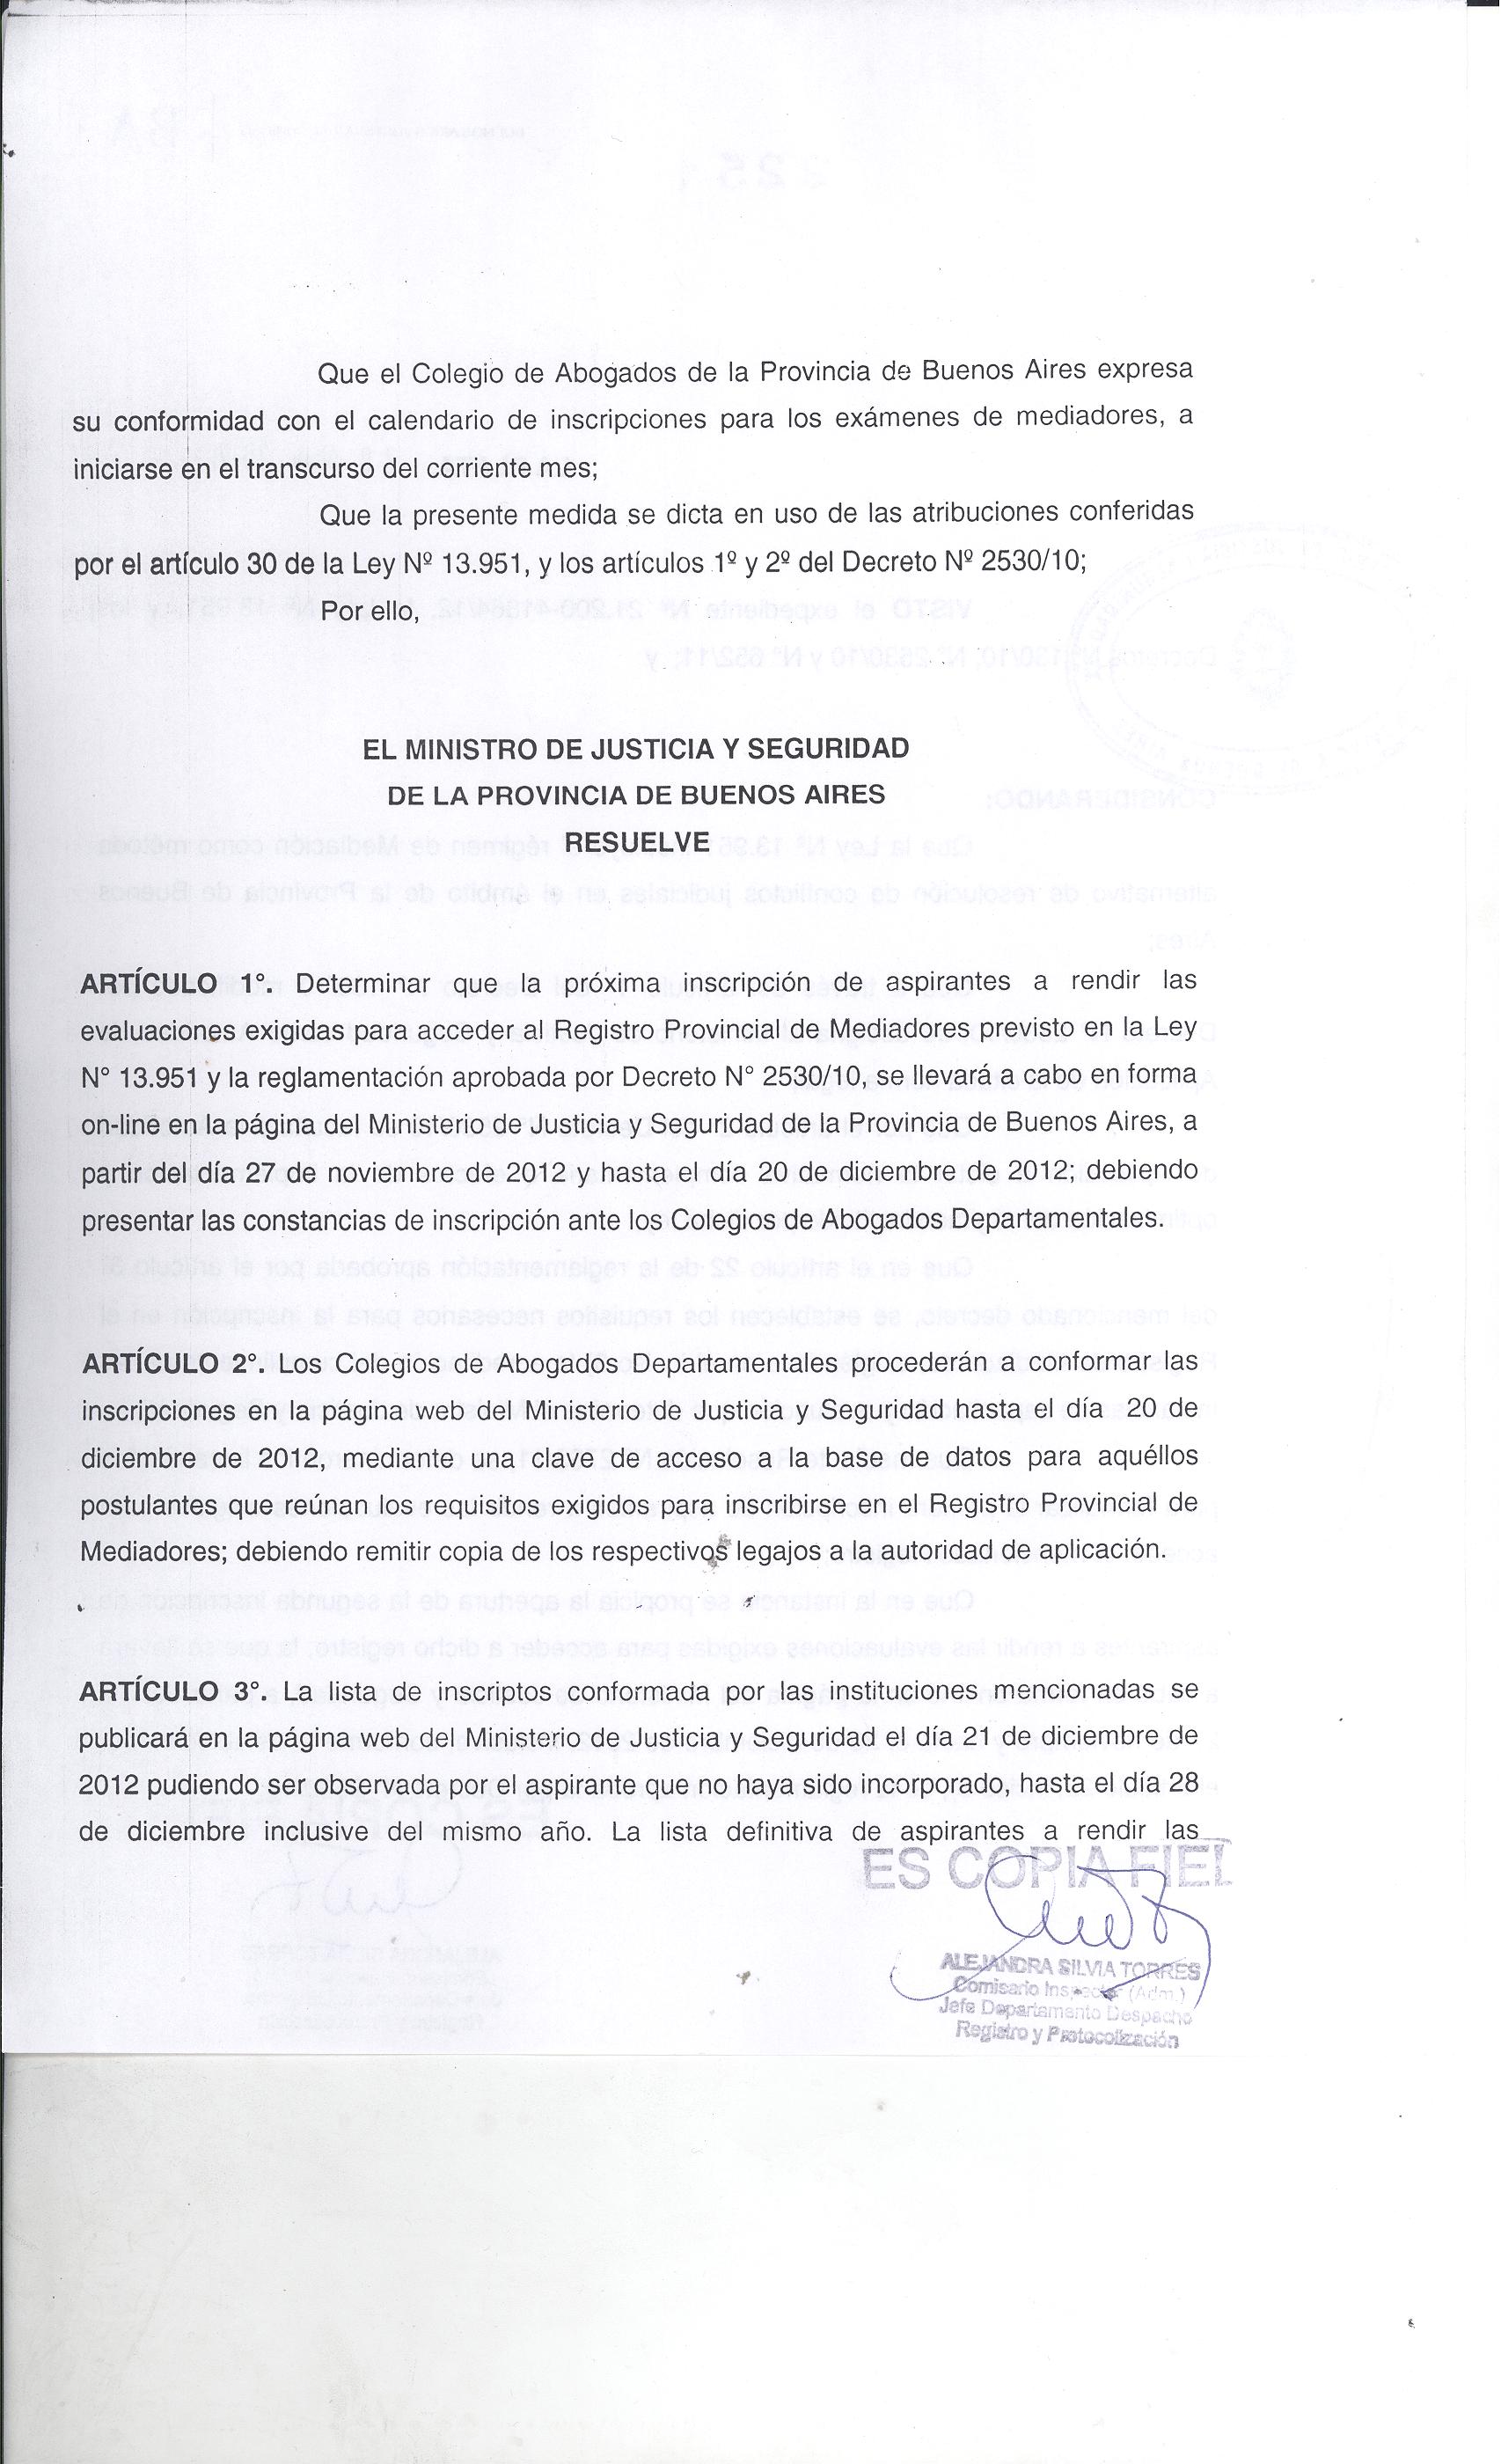 Que el Colegio de Abogados de la Provincia de Buenos Aires expresa
su conformidad con el calendario de inscripciones para los exámenes de mediadores, a
iniciarse en el transcurso del corriente mes;
Que la presente medida se dicta en uso de las atribuciones conferidas
por el artículo 30 de la Ley Nº 13.951, y los artículos 1º y 2º del Decreto Nº 2530/10;
Por ello,
EL MINISTRO DE JUSTICIA Y SEGURIDAD
DE LA PROVINCIA DE BUENOS AIRES
RESUELVE
ARTÍCULO 1°. Determinar que la próxima inscripción de aspirantes a rendir las
evaluaciones exigidas para acceder al Registro Provincial de Mediadores previsto en la Ley
N° 13.951 y la reglamentación aprobada por Decreto N° 2530/10, se llevará a cabo en forma
on-line en la página del Ministerio de Justicia y Seguridad de la Provincia de Buenos Aires, a
partir del día 27 de noviembre de 2012 y hasta el día 20 de diciembre de 2012; debiendo
presentar las constancias de inscripción ante los Colegios de Abogados Departamentales.
ARTÍCULO 2°. Los Colegios de Abogados Departamentales procederán a conformar las
inscripciones en la página web del Ministerio de Justicia y Seguridad hasta el día 20 de
diciembre de 2012, mediante una clave de acceso a la base de datos para aquéllos
postulantes que reúnan los requisitos exigidos para inscribirse en el Registro Provincial de
Mediadores; debiendo remitir copia de los respectivos legajos a la autoridad de aplicación.
ARTÍCULO 3°. La lista de inscriptos conformada por las instituciones mencionadas se
publicará en la página web del Ministerio de Justicia y Seguridad el día 21 de diciembre de
2012 pudiendo ser observada por el aspirante que no haya sido incorporado, hasta el día 28
de diciembre inclusive del mismo año. La lista definitiva de aspirantes a rendir las
ES COPIA FIEL
ALEJANDRA SILVIA TORRES
Comisario Inspector (Adm.)
Jefe Departamento Despacho
Registro y Protocolización